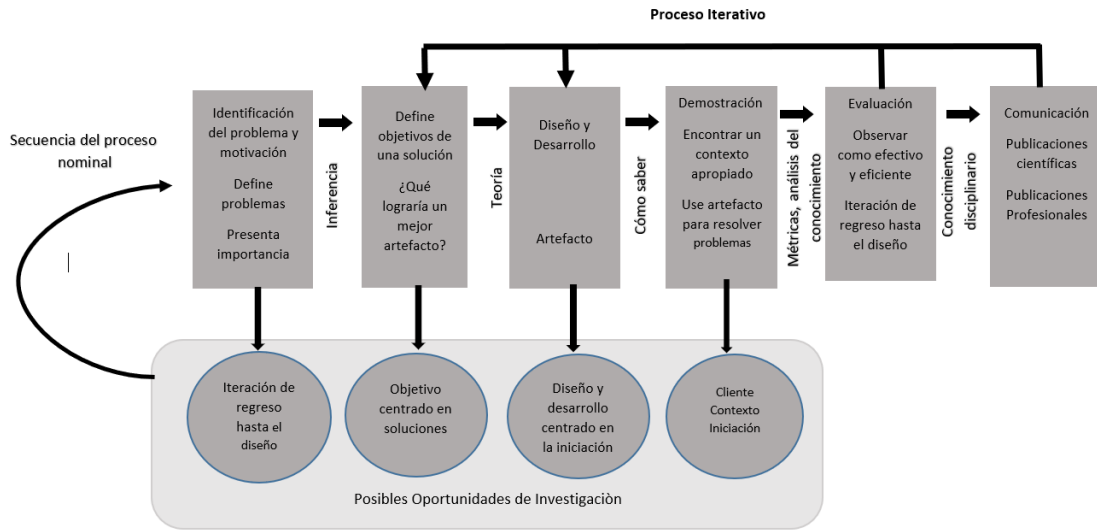 Proceso Iterativo
Secuencia del proceso
nominal
Identificación
del problema y
motivación
Define
problemas
Presenta
importancia
Inferencia
Define
objetivos de
una solución
¿Qué
lograría un
mejor
artefacto?
Teoría
Diseño y
Desarrollo
Artefacto
Cómo saber
Demostración
Encontrar un
contexto
apropiado
Use artefacto
para resolver
problemas
Métricas, análisis del
conocimiento
Evaluación
Observar
como efectivo
y eficiente
Iteración de
regreso hasta
el diseño
Conocimiento
disciplinario
Comunicación
Publicaciones
científicas
Publicaciones
Profesionales
Iteración de
regreso
hasta el
diseño
Objetivo
centrado en
soluciones
Diseño y
desarrollo
centrado en
la iniciación
Cliente
Contexto
Iniciación
Posibles Oportunidades de Investigaciòn